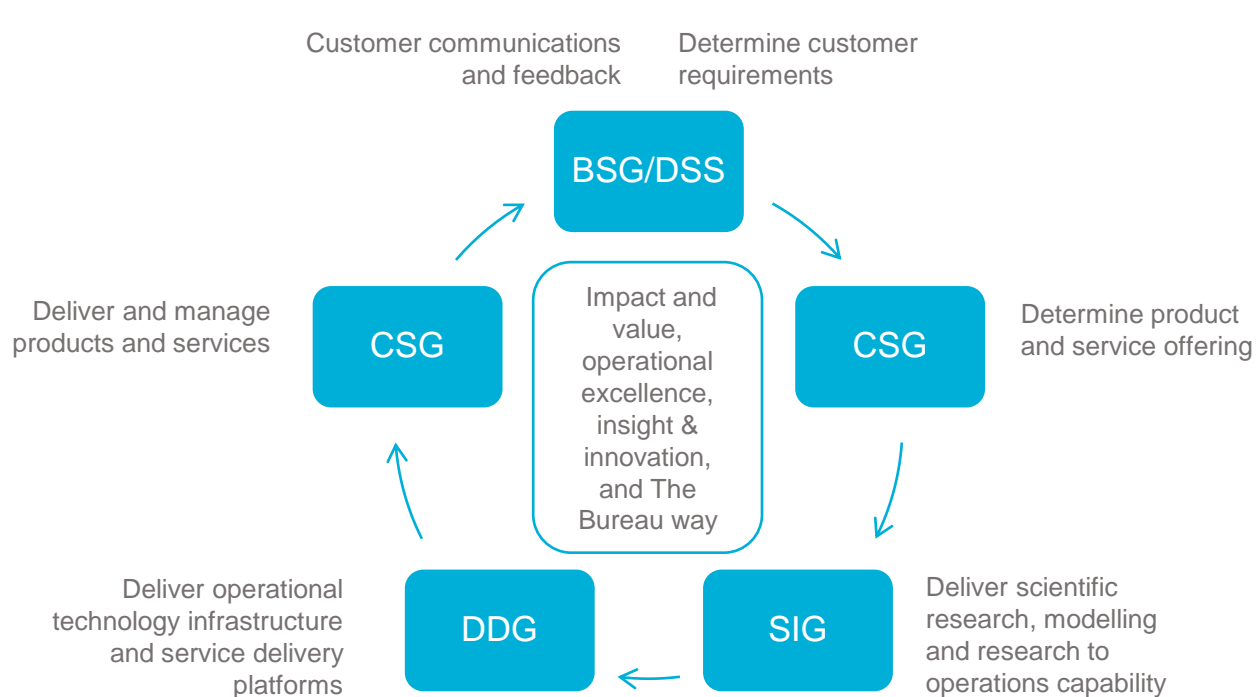 Customer communications
and feedback
Determine customer
requirements
BSG/DSS
Deliver and manage
products and services
CSG
Impact and
value,
operational
excellence,
insight &
innovation,
and The
Bureau way
CSG
Determine product
and service offering
Deliver operational
technology infrastructure
and service delivery
platforms
DDG
SIG
Deliver scientific
research, modelling
and research to
operations capability